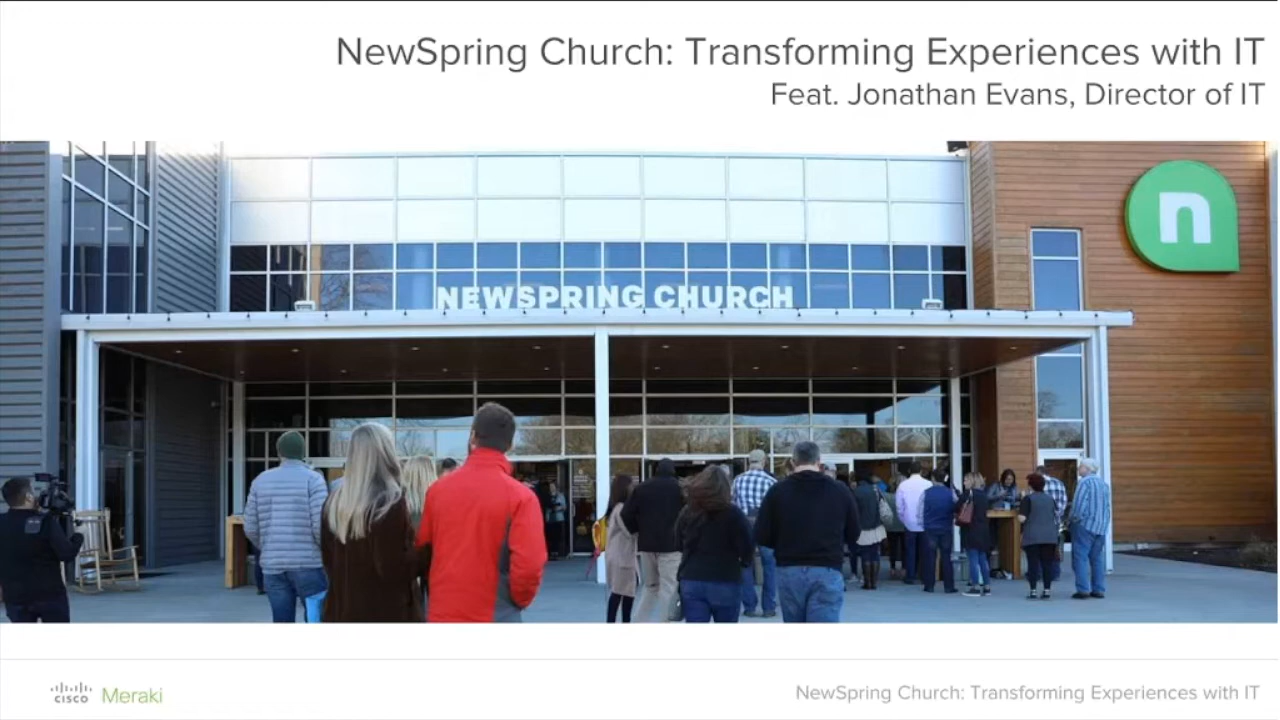 NewSpring Church: Transforming Experiences with IT
Feat. Jonathan Evans, Director of IT
n
NEWSPRING CHURCH
cisco Meraki
NewSpring Church: Transforming Experiences with IT